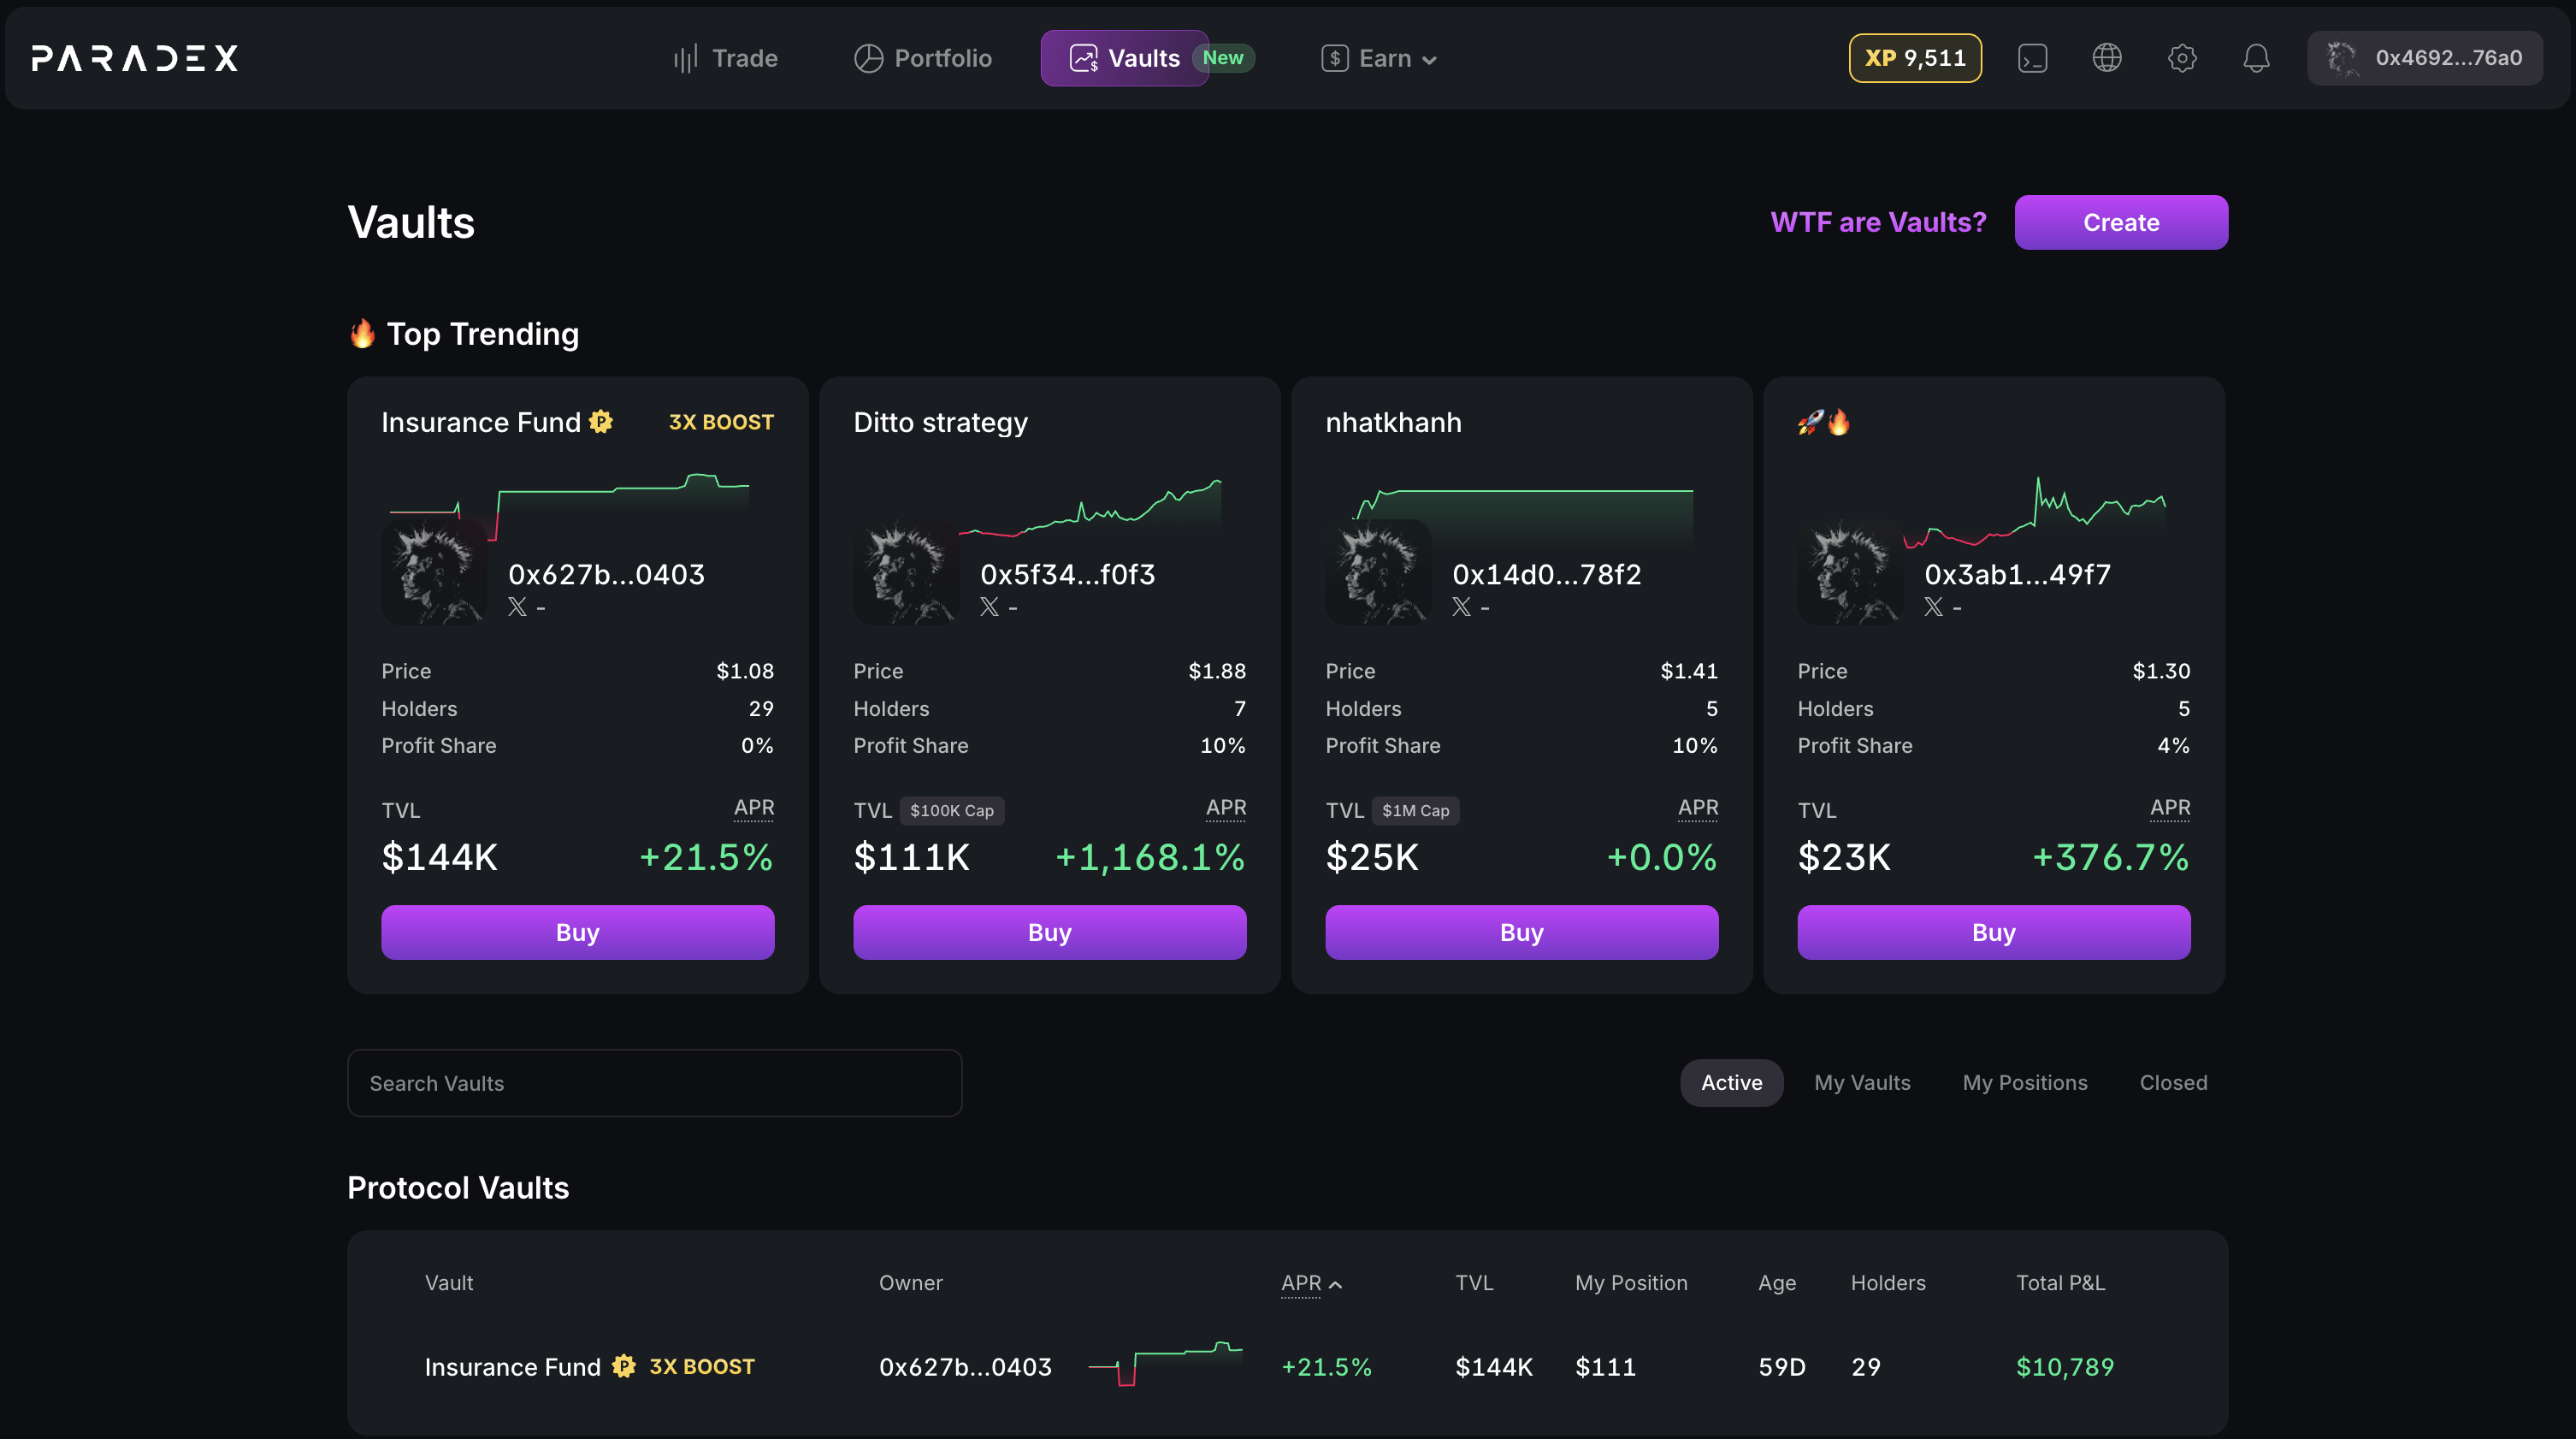 PARADEX
Trade
Portfolio
Vaults
New
$ Earn
XP 9,511
0x4692...76a0
Vaults
WTF are Vaults?
Create
🔥 Top Trending
Insurance Fund
3X BOOST
0x627b...0403
𝕏 -
Price $1.08
Holders 29
Profit Share 0%
TVL APR
$144K +21.5%
Buy
Ditto strategy
0x5f34...f0f3
𝕏 -
Price $1.88
Holders 7
Profit Share 10%
TVL $100K Cap APR
$111K +1,168.1%
Buy
nhatkhanh
0x14d0...78f2
𝕏 -
Price $1.41
Holders 5
Profit Share 10%
TVL $1M Cap APR
$25K +0.0%
Buy
🚀🔥
0x3ab1...49f7
𝕏 -
Price $1.30
Holders 5
Profit Share 4%
TVL APR
$23K +376.7%
Buy
Search Vaults
Active My Vaults My Positions Closed
Protocol Vaults
Vault Owner APR TVL My Position Age Holders Total P&L
Insurance Fund P 3X BOOST 0x627b...0403 +21.5% $144K $111 59D 29 $10,789